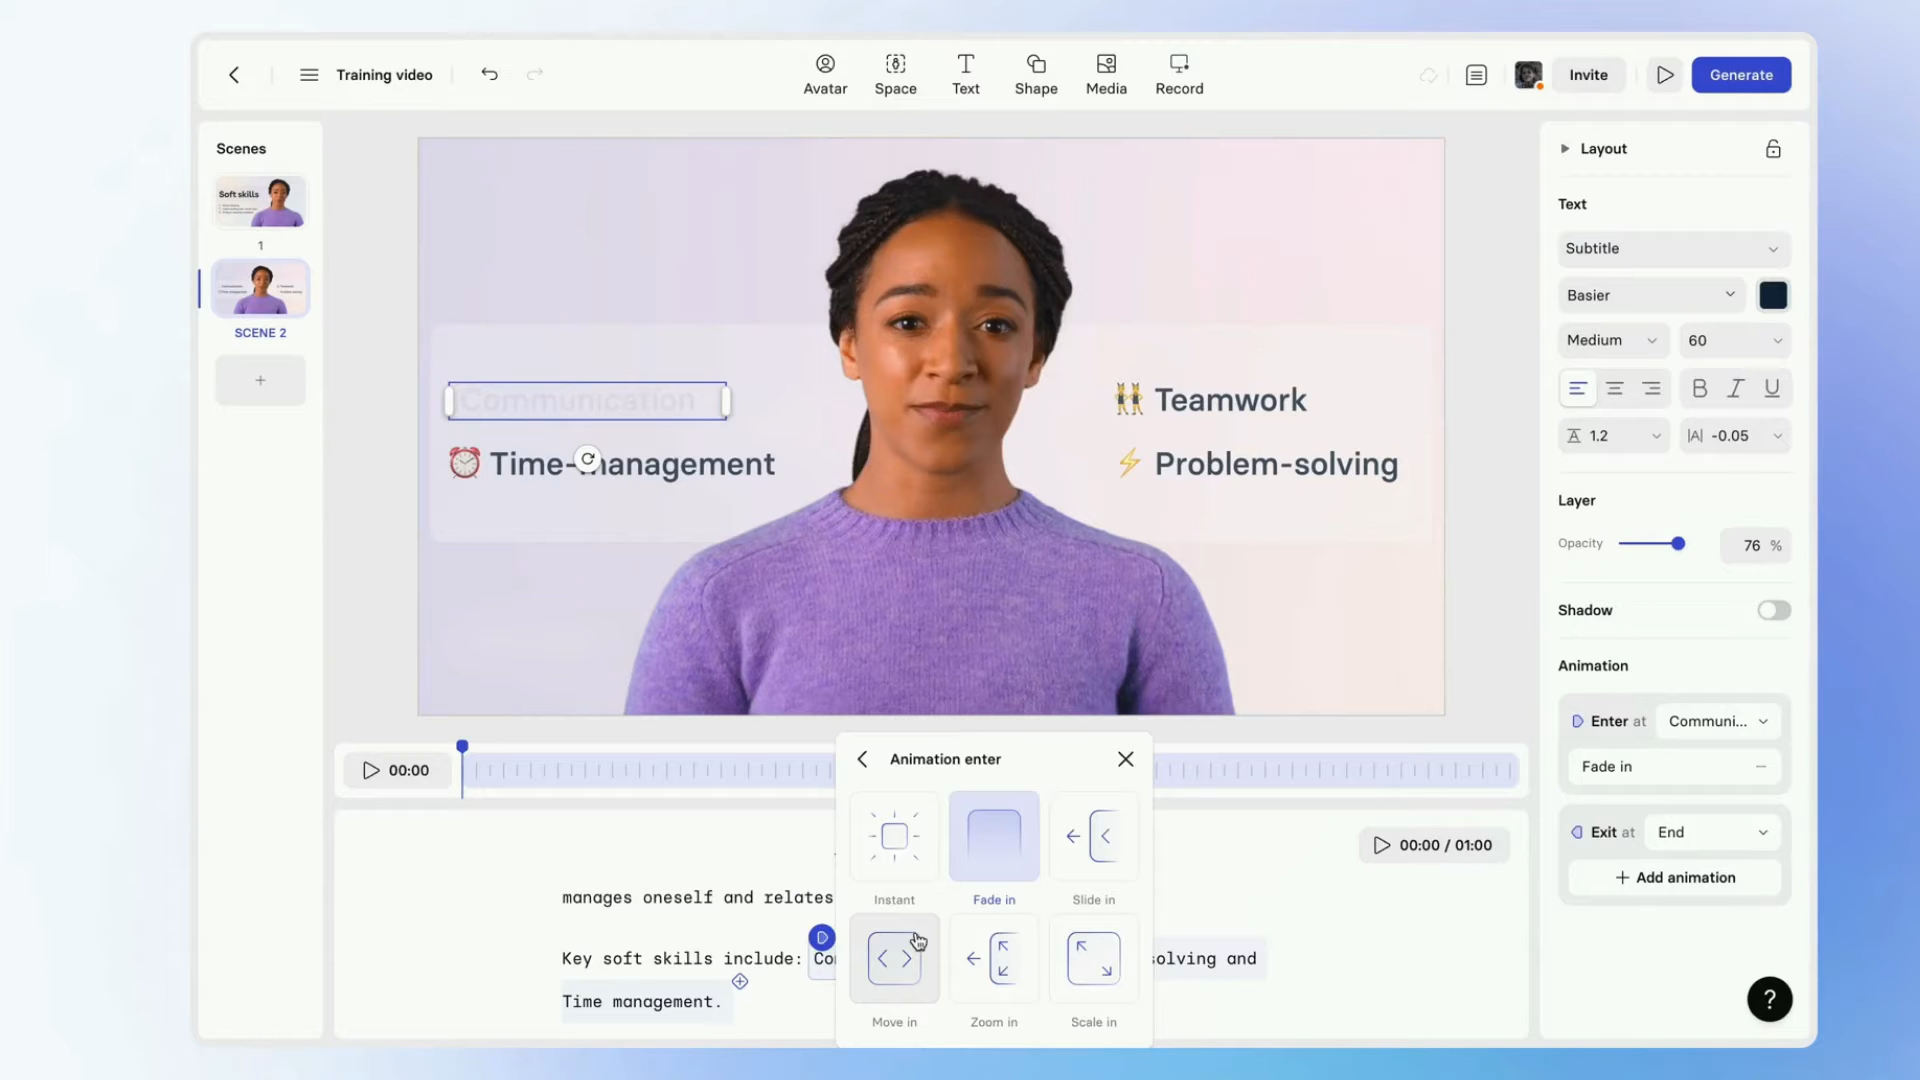 Training video
Avatar
Space
Text
Shape
Media
Record
Invite
Generate
Scenes
Soft skills
1
SCENE 2
+
Communication
⏰ Time-management
👯 Teamwork
⚡ Problem-solving
Layout
Text
Subtitle
Basier
Medium
60
B I U
1.2
-0.05
Layer
Opacity
76 %
Shadow
Animation
Enter at
Communi...
Fade in
Exit at
End
+ Add animation
00:00
00:00 / 01:00
Animation enter
Instant
Fade in
Slide in
Move in
Zoom in
Scale in
manages oneself and relates
Key soft skills include: Co
solving and
Time management.
?